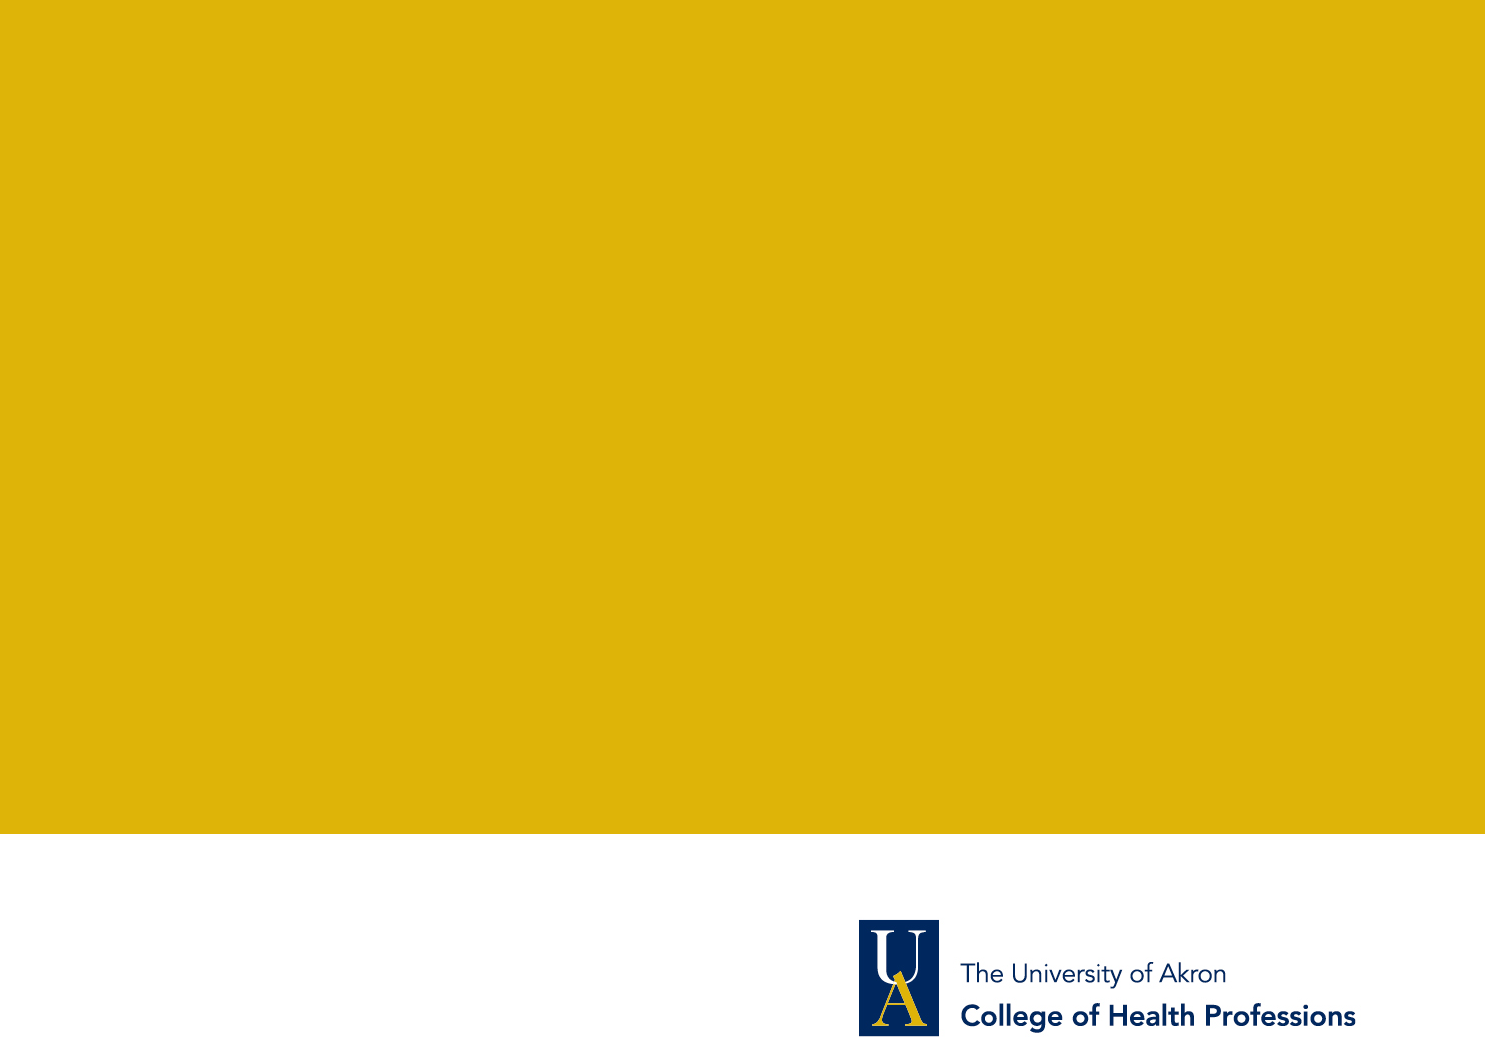 UA
The University of Akron
College of Health Professions